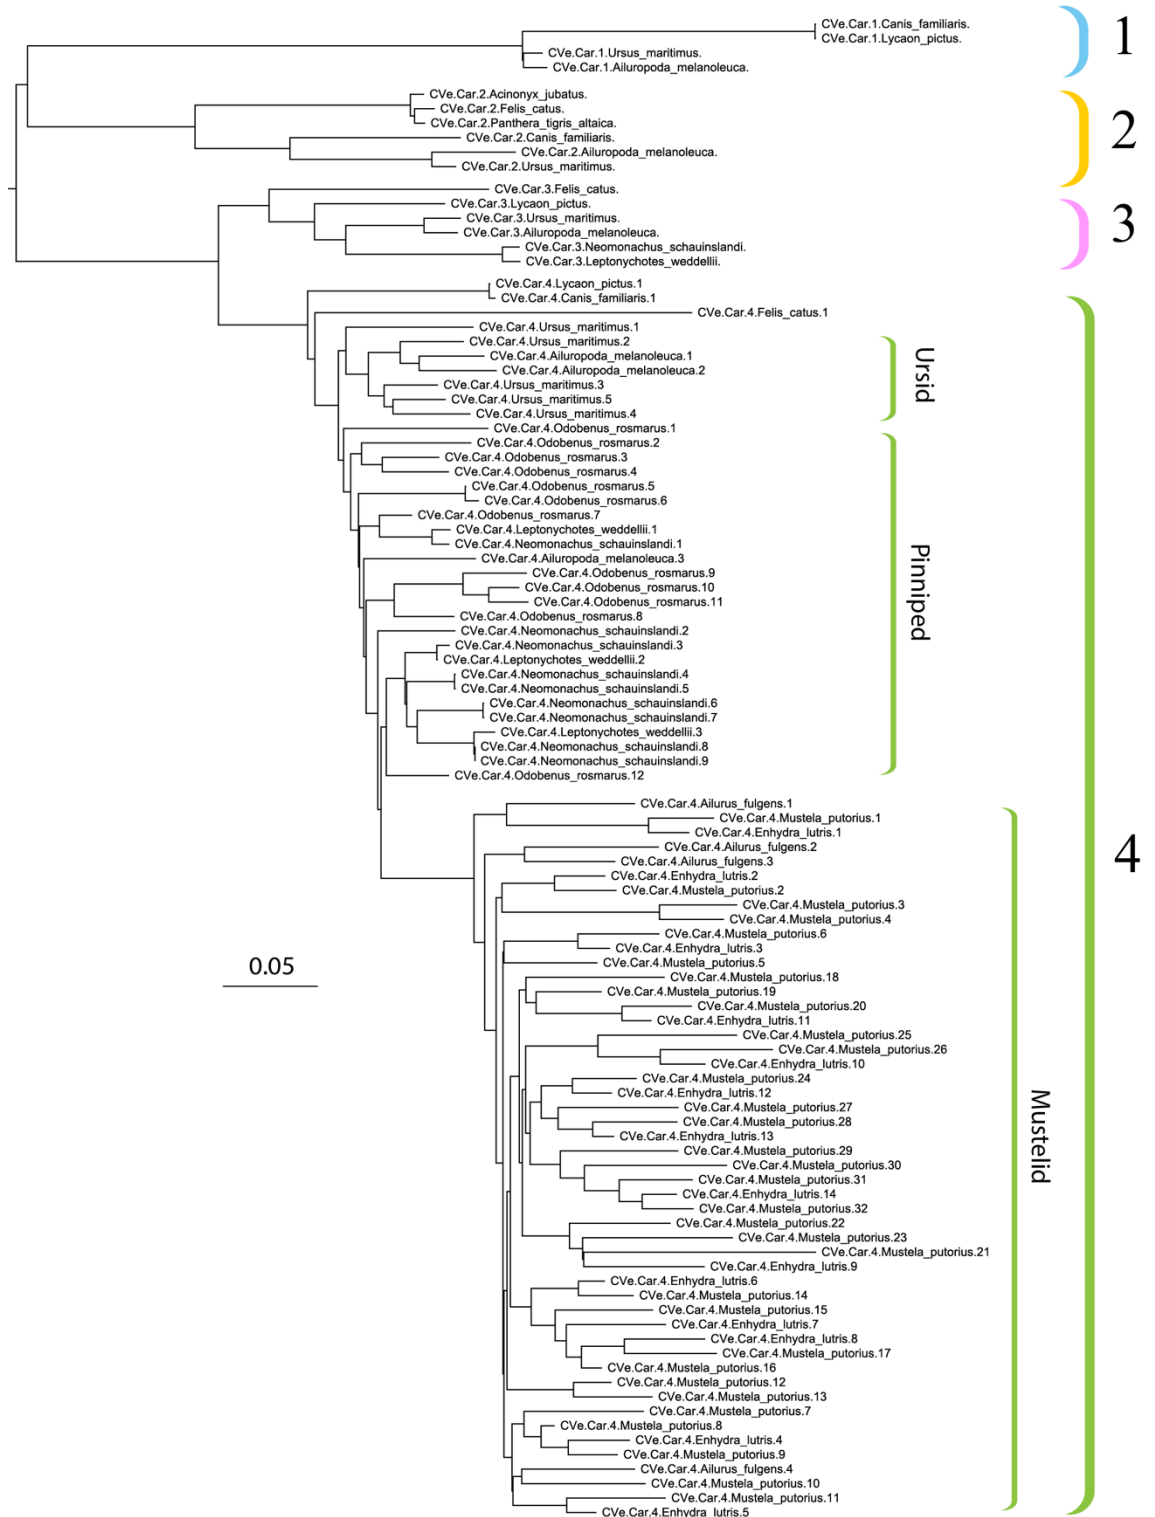 CVe.Car.1.Canis_familiaris.
CVe.Car.1.Lycaon_pictus.
CVe.Car.1.Ursus_maritimus.
CVe.Car.1.Ailuropoda_melanoleuca.
1
CVe.Car.2.Acinonyx_jubatus.
CVe.Car.2.Felis_catus.
CVe.Car.2.Panthera_tigris_altaica.
CVe.Car.2.Canis_familiaris.
CVe.Car.2.Ailuropoda_melanoleuca.
CVe.Car.2.Ursus_maritimus.
2
CVe.Car.3.Felis_catus.
CVe.Car.3.Lycaon_pictus.
CVe.Car.3.Ursus_maritimus.
CVe.Car.3.Ailuropoda_melanoleuca.
CVe.Car.3.Neomonachus_schauinslandi.
CVe.Car.3.Leptonychotes_weddellii.
3
CVe.Car.4.Lycaon_pictus.1
CVe.Car.4.Canis_familiaris.1
CVe.Car.4.Felis_catus.1
CVe.Car.4.Ursus_maritimus.1
CVe.Car.4.Ursus_maritimus.2
CVe.Car.4.Ailuropoda_melanoleuca.1
CVe.Car.4.Ailuropoda_melanoleuca.2
CVe.Car.4.Ursus_maritimus.3
CVe.Car.4.Ursus_maritimus.5
CVe.Car.4.Ursus_maritimus.4
Ursid
CVe.Car.4.Odobenus_rosmarus.1
CVe.Car.4.Odobenus_rosmarus.2
CVe.Car.4.Odobenus_rosmarus.3
CVe.Car.4.Odobenus_rosmarus.4
CVe.Car.4.Odobenus_rosmarus.5
CVe.Car.4.Odobenus_rosmarus.6
CVe.Car.4.Odobenus_rosmarus.7
CVe.Car.4.Leptonychotes_weddellii.1
CVe.Car.4.Neomonachus_schauinslandi.1
CVe.Car.4.Ailuropoda_melanoleuca.3
CVe.Car.4.Odobenus_rosmarus.9
CVe.Car.4.Odobenus_rosmarus.10
CVe.Car.4.Odobenus_rosmarus.11
CVe.Car.4.Odobenus_rosmarus.8
CVe.Car.4.Neomonachus_schauinslandi.2
CVe.Car.4.Neomonachus_schauinslandi.3
CVe.Car.4.Leptonychotes_weddellii.2
CVe.Car.4.Neomonachus_schauinslandi.4
CVe.Car.4.Neomonachus_schauinslandi.5
CVe.Car.4.Neomonachus_schauinslandi.6
CVe.Car.4.Neomonachus_schauinslandi.7
CVe.Car.4.Leptonychotes_weddellii.3
CVe.Car.4.Neomonachus_schauinslandi.8
CVe.Car.4.Neomonachus_schauinslandi.9
CVe.Car.4.Odobenus_rosmarus.12
Pinniped
CVe.Car.4.Ailurus_fulgens.1
CVe.Car.4.Mustela_putorius.1
CVe.Car.4.Enhydra_lutris.1
CVe.Car.4.Ailurus_fulgens.2
CVe.Car.4.Ailurus_fulgens.3
CVe.Car.4.Enhydra_lutris.2
CVe.Car.4.Mustela_putorius.2
CVe.Car.4.Mustela_putorius.3
CVe.Car.4.Mustela_putorius.4
CVe.Car.4.Mustela_putorius.6
CVe.Car.4.Enhydra_lutris.3
CVe.Car.4.Mustela_putorius.5
CVe.Car.4.Mustela_putorius.18
CVe.Car.4.Mustela_putorius.19
CVe.Car.4.Mustela_putorius.20
CVe.Car.4.Enhydra_lutris.11
CVe.Car.4.Mustela_putorius.25
CVe.Car.4.Mustela_putorius.26
CVe.Car.4.Enhydra_lutris.10
CVe.Car.4.Mustela_putorius.24
CVe.Car.4.Enhydra_lutris.12
CVe.Car.4.Mustela_putorius.27
CVe.Car.4.Mustela_putorius.28
CVe.Car.4.Enhydra_lutris.13
CVe.Car.4.Mustela_putorius.29
CVe.Car.4.Mustela_putorius.30
CVe.Car.4.Mustela_putorius.31
CVe.Car.4.Enhydra_lutris.14
CVe.Car.4.Mustela_putorius.32
CVe.Car.4.Mustela_putorius.22
CVe.Car.4.Mustela_putorius.23
CVe.Car.4.Mustela_putorius.21
CVe.Car.4.Enhydra_lutris.9
CVe.Car.4.Enhydra_lutris.6
CVe.Car.4.Mustela_putorius.14
CVe.Car.4.Mustela_putorius.15
CVe.Car.4.Enhydra_lutris.7
CVe.Car.4.Enhydra_lutris.8
CVe.Car.4.Mustela_putorius.17
CVe.Car.4.Mustela_putorius.16
CVe.Car.4.Mustela_putorius.12
CVe.Car.4.Mustela_putorius.13
CVe.Car.4.Mustela_putorius.7
CVe.Car.4.Mustela_putorius.8
CVe.Car.4.Enhydra_lutris.4
CVe.Car.4.Mustela_putorius.9
CVe.Car.4.Ailurus_fulgens.4
CVe.Car.4.Mustela_putorius.10
CVe.Car.4.Mustela_putorius.11
CVe.Car.4.Enhydra_lutris.5
Mustelid
4
0.05